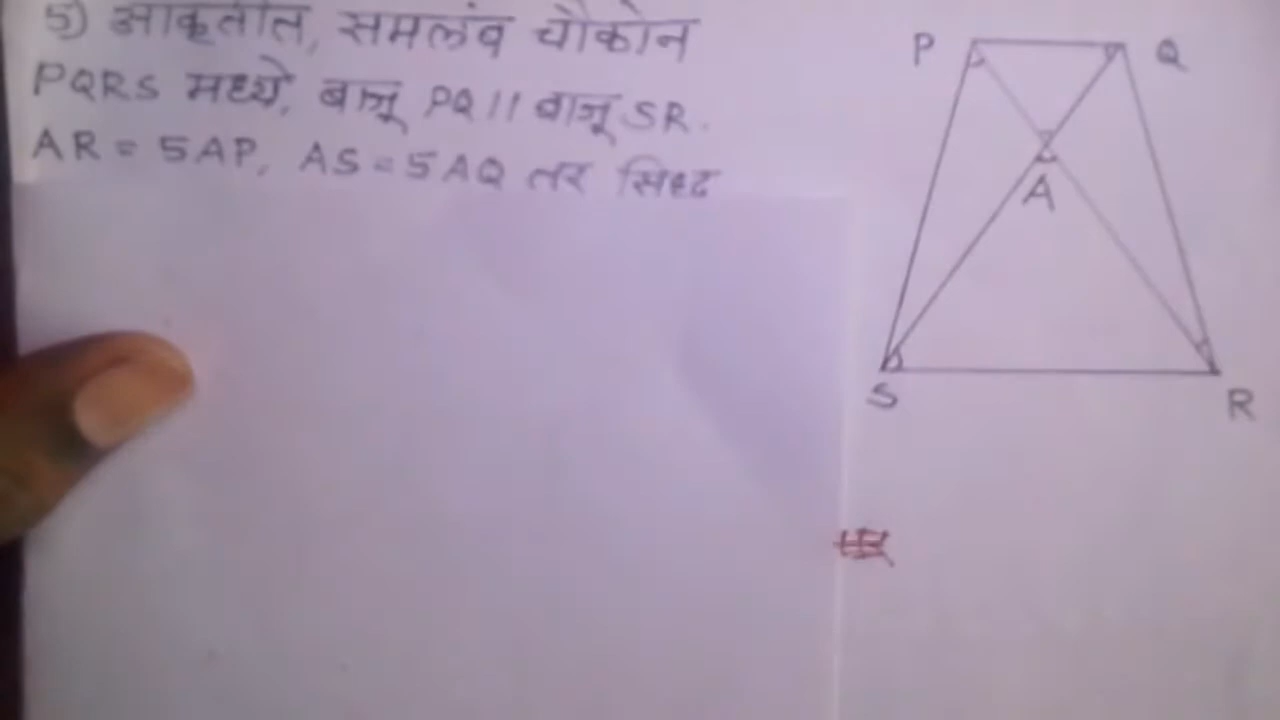 5) आकृतीत, समलंब चौकोन
PQRS मध्ये, बाजू PQ || बाजू SR.
AR = 5AP, AS = 5AQ तर सिध्द
P
Q
A
S
R